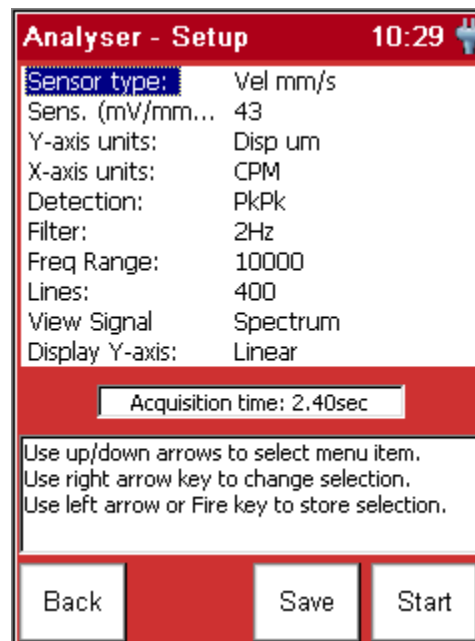 Analyser - Setup 10:29
Sensor type: Vel mm/s
Sens. (mV/mm... 43
Y-axis units: Disp um
X-axis units: CPM
Detection: PkPk
Filter: 2Hz
Freq Range: 10000
Lines: 400
View Signal Spectrum
Display Y-axis: Linear
Acquisition time: 2.40sec
Use up/down arrows to select menu item.
Use right arrow key to change selection.
Use left arrow or Fire key to store selection.
Back Save Start